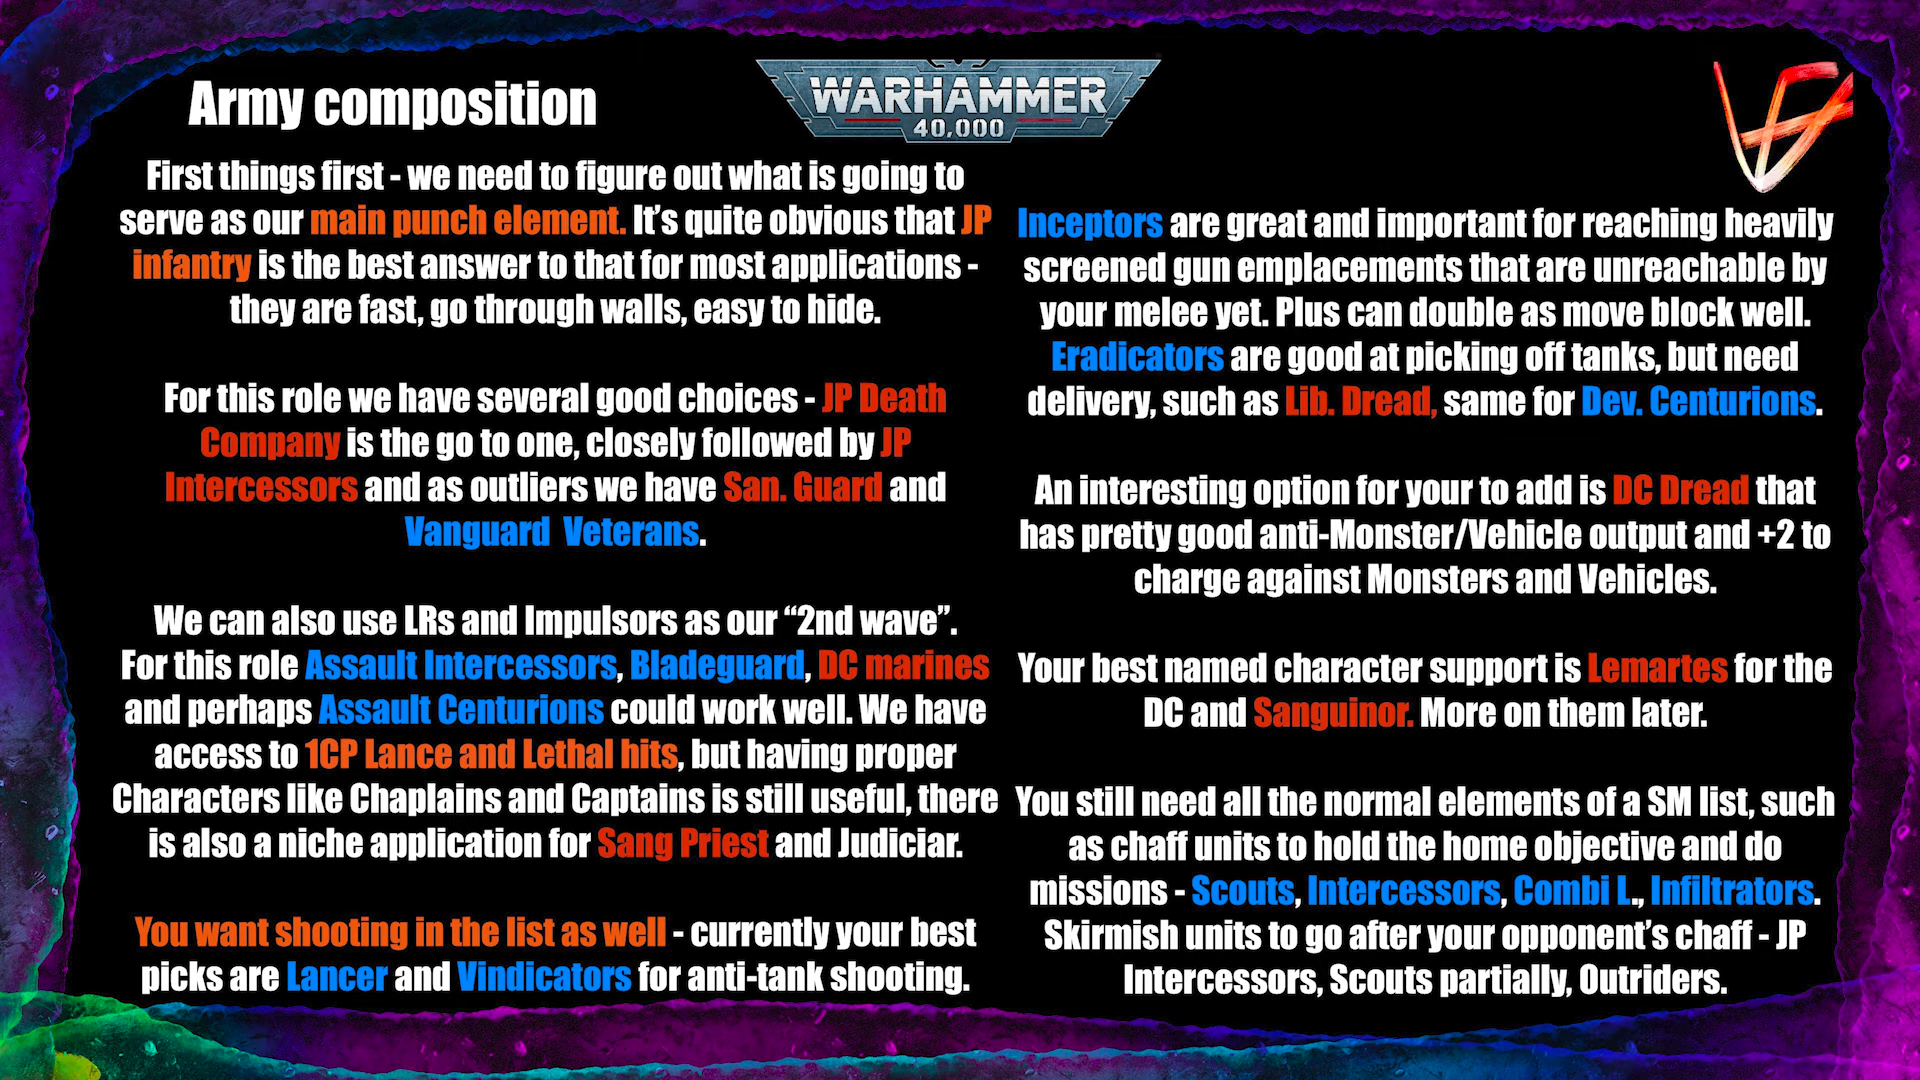 Army composition
WARHAMMER
40,000
First things first - we need to figure out what is going to
serve as our main punch element. It's quite obvious that JP
infantry is the best answer to that for most applications -
they are fast, go through walls, easy to hide.
For this role we have several good choices - JP Death
Company is the go to one, closely followed by JP
Intercessors and as outliers we have San. Guard and
Vanguard Veterans.
We can also use LRs and Impulsors as our “2nd wave”.
For this role Assault Intercessors, Bladeguard, DC marines
and perhaps Assault Centurions could work well. We have
access to 1CP Lance and Lethal hits, but having proper
Characters like Chaplains and Captains is still useful, there
is also a niche application for Sang Priest and Judiciar.
You want shooting in the list as well - currently your best
picks are Lancer and Vindicators for anti-tank shooting.
Inceptors are great and important for reaching heavily
screened gun emplacements that are unreachable by
your melee yet. Plus can double as move block well.
Eradicators are good at picking off tanks, but need
delivery, such as Lib. Dread, same for Dev. Centurions.
An interesting option for your to add is DC Dread that
has pretty good anti-Monster/Vehicle output and +2 to
charge against Monsters and Vehicles.
Your best named character support is Lemartes for the
DC and Sanguinor. More on them later.
You still need all the normal elements of a SM list, such
as chaff units to hold the home objective and do
missions - Scouts, Intercessors, Combi L., Infiltrators.
Skirmish units to go after your opponent's chaff - JP
Intercessors, Scouts partially, Outriders.